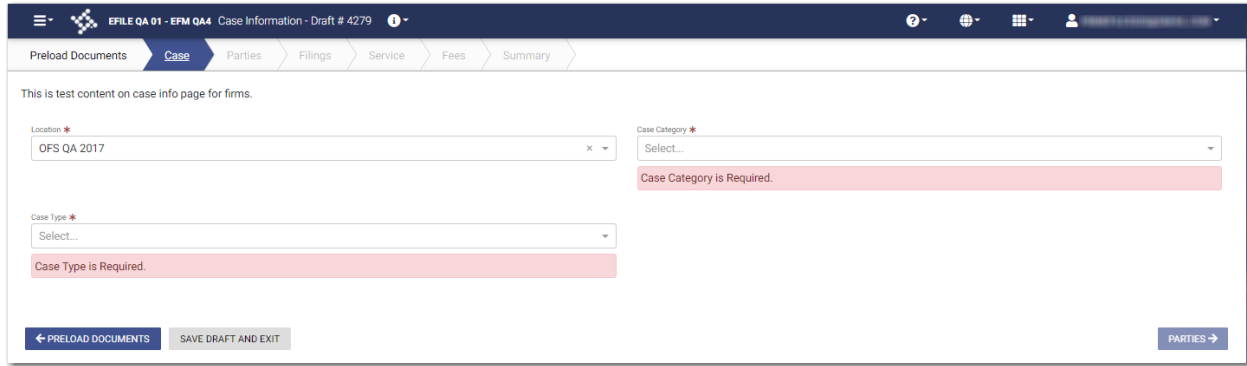 EFILE QA 01 - EFM QA4 Case Information - Draft # 4279
Preload Documents Case Parties Filings Service Fees Summary
This is test content on case info page for firms.
Location *
OFS QA 2017
Case Category *
Select...
Case Category is Required.
Case Type *
Select...
Case Type is Required.
PRELOAD DOCUMENTS SAVE DRAFT AND EXIT PARTIES